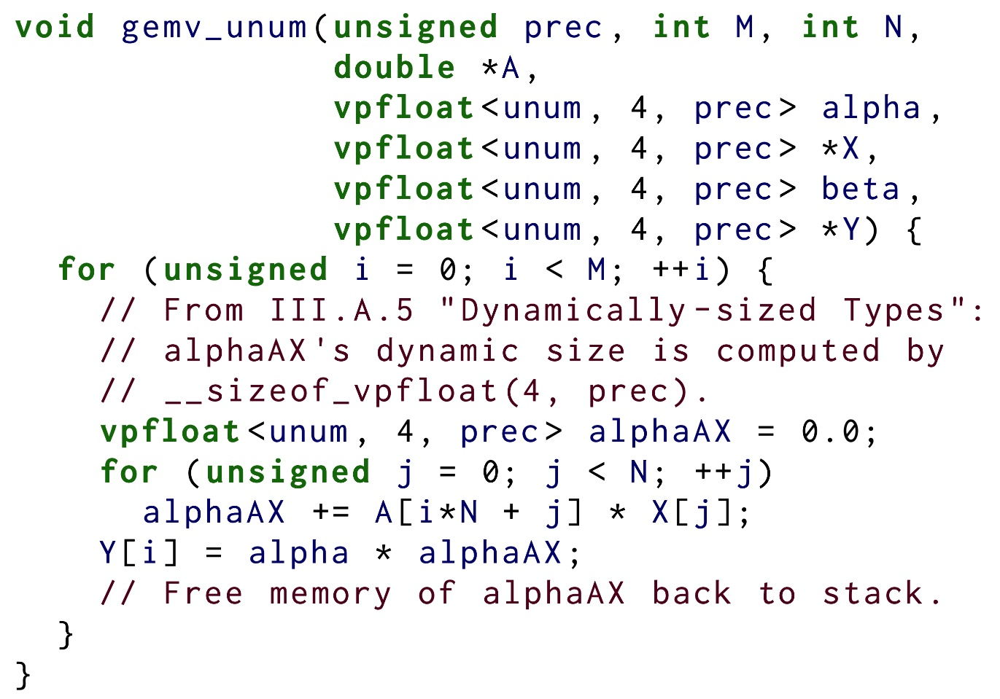 void gemv_unum(unsigned prec, int M, int N,
               double *A,
               vpfloat<unum, 4, prec> alpha,
               vpfloat<unum, 4, prec> *X,
               vpfloat<unum, 4, prec> beta,
               vpfloat<unum, 4, prec> *Y) {
  for (unsigned i = 0; i < M; ++i) {
    // From III.A.5 "Dynamically-sized Types":
    // alphaAX's dynamic size is computed by
    // __sizeof_vpfloat(4, prec).
    vpfloat<unum, 4, prec> alphaAX = 0.0;
    for (unsigned j = 0; j < N; ++j)
      alphaAX += A[i*N + j] * X[j];
    Y[i] = alpha * alphaAX;
    // Free memory of alphaAX back to stack.
  }
}